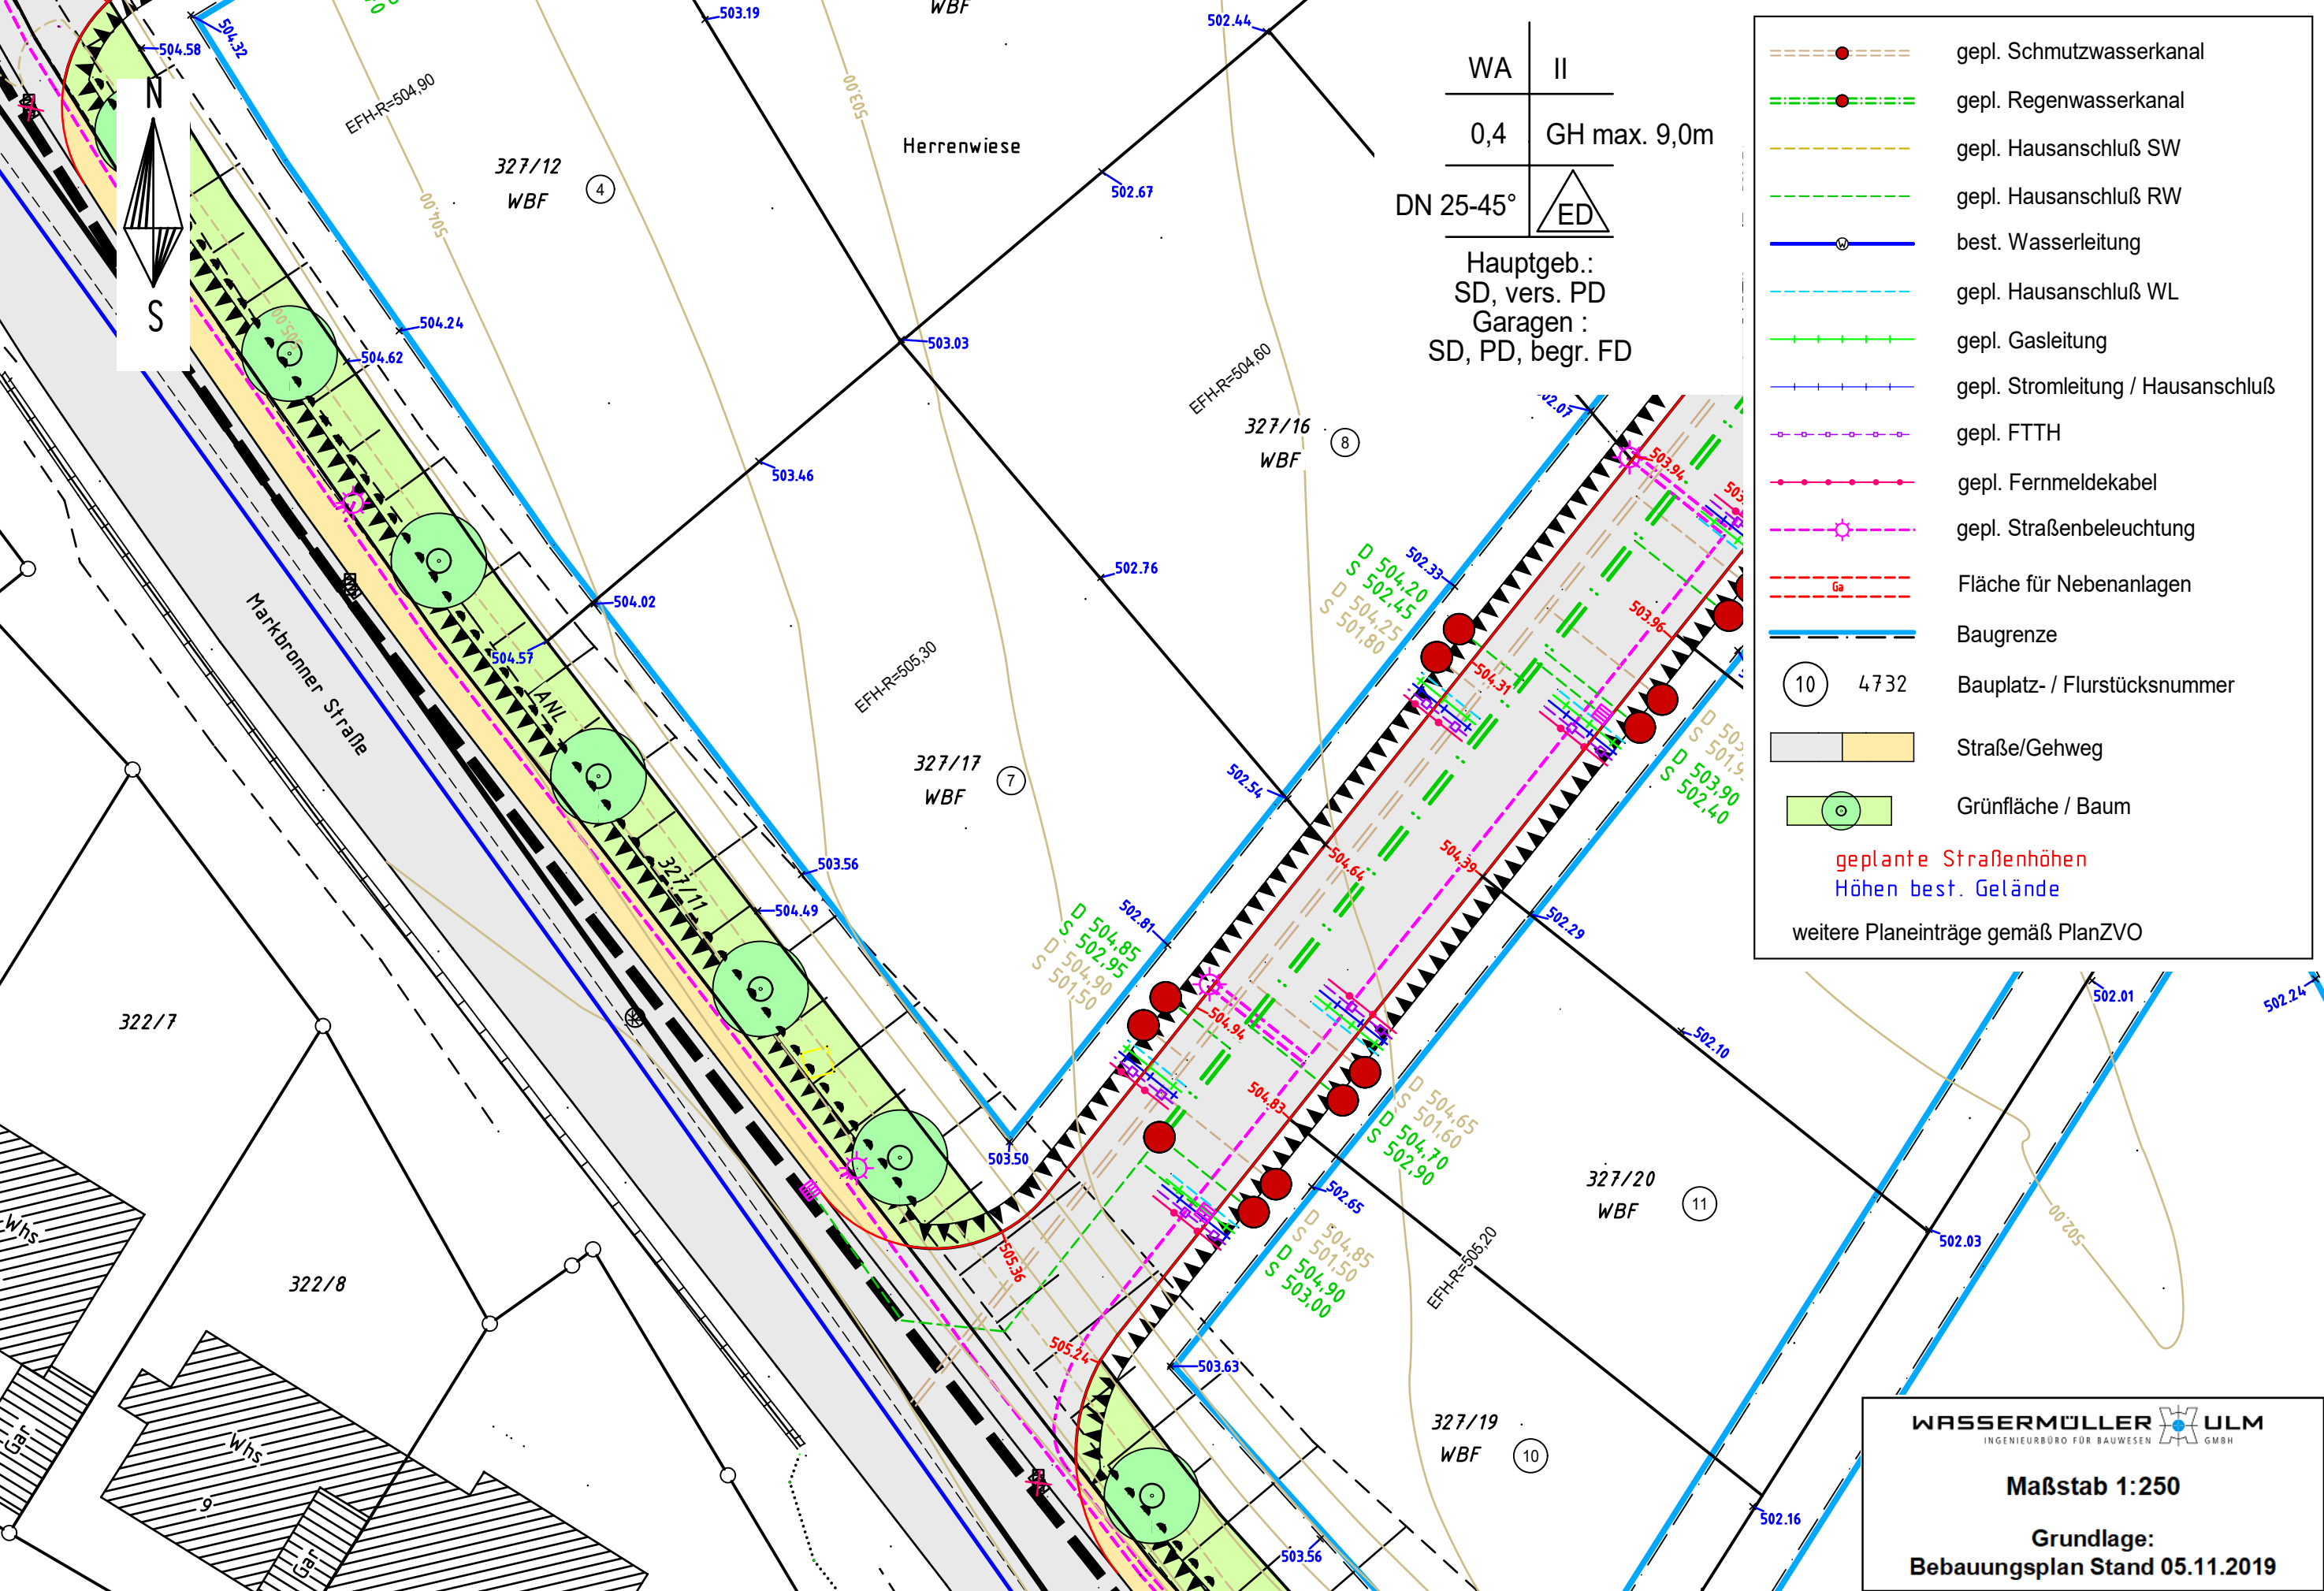 504.58
504.32
503.19
WBF
502.44
N
S
EFH-R=504,90
327/12
WBF
4
504.00
503.00
Herrenwiese
502.67
505.00
504.24
504.62
503.03
503.46
EFH-R=504,60
327/16
WBF
8
502.76
504.02
504.57
ANL
Markbronner Straße
EFH-R=505,30
327/17
WBF
7
503.56
504.49
327/11
503.50
WA
II
0,4
GH max. 9,0m
DN 25-45°
ED
Hauptgeb.:
SD, vers. PD
Garagen :
SD, PD, begr. FD
502.07
503.94
502.33
D 504,20
S 502,45
D 504,25
S 501,80
504.31
503.96
502.54
504.64
504.39
D 503,90
S 502,40
502.29
502.81
D 504,85
S 502,95
D 504,90
S 501,50
504.94
504.83
D 504,65
S 501,60
D 504,70
S 502,90
502.65
D 504,85
S 501,50
D 504,90
S 503,00
505.36
505.24
503.63
EFH-R=505,20
327/20
WBF
11
502.10
502.01
502.24
502.03
502.00
502.16
327/19
WBF
10
503.56
322/7
322/8
Whs
Gar
Whs
9
Gar
gepl. Schmutzwasserkanal
gepl. Regenwasserkanal
gepl. Hausanschluß SW
gepl. Hausanschluß RW
W
best. Wasserleitung
gepl. Hausanschluß WL
gepl. Gasleitung
gepl. Stromleitung / Hausanschluß
gepl. FTTH
gepl. Fernmeldekabel
gepl. Straßenbeleuchtung
Ga
Fläche für Nebenanlagen
Baugrenze
10 4732 Bauplatz- / Flurstücksnummer
Straße/Gehweg
Grünfläche / Baum
geplante Straßenhöhen
Höhen best. Gelände
weitere Planeinträge gemäß PlanZVO
WASSERMÜLLER ULM
INGENIEURBÜRO FÜR BAUWESEN GMBH
Maßstab 1:250
Grundlage:
Bebauungsplan Stand 05.11.2019